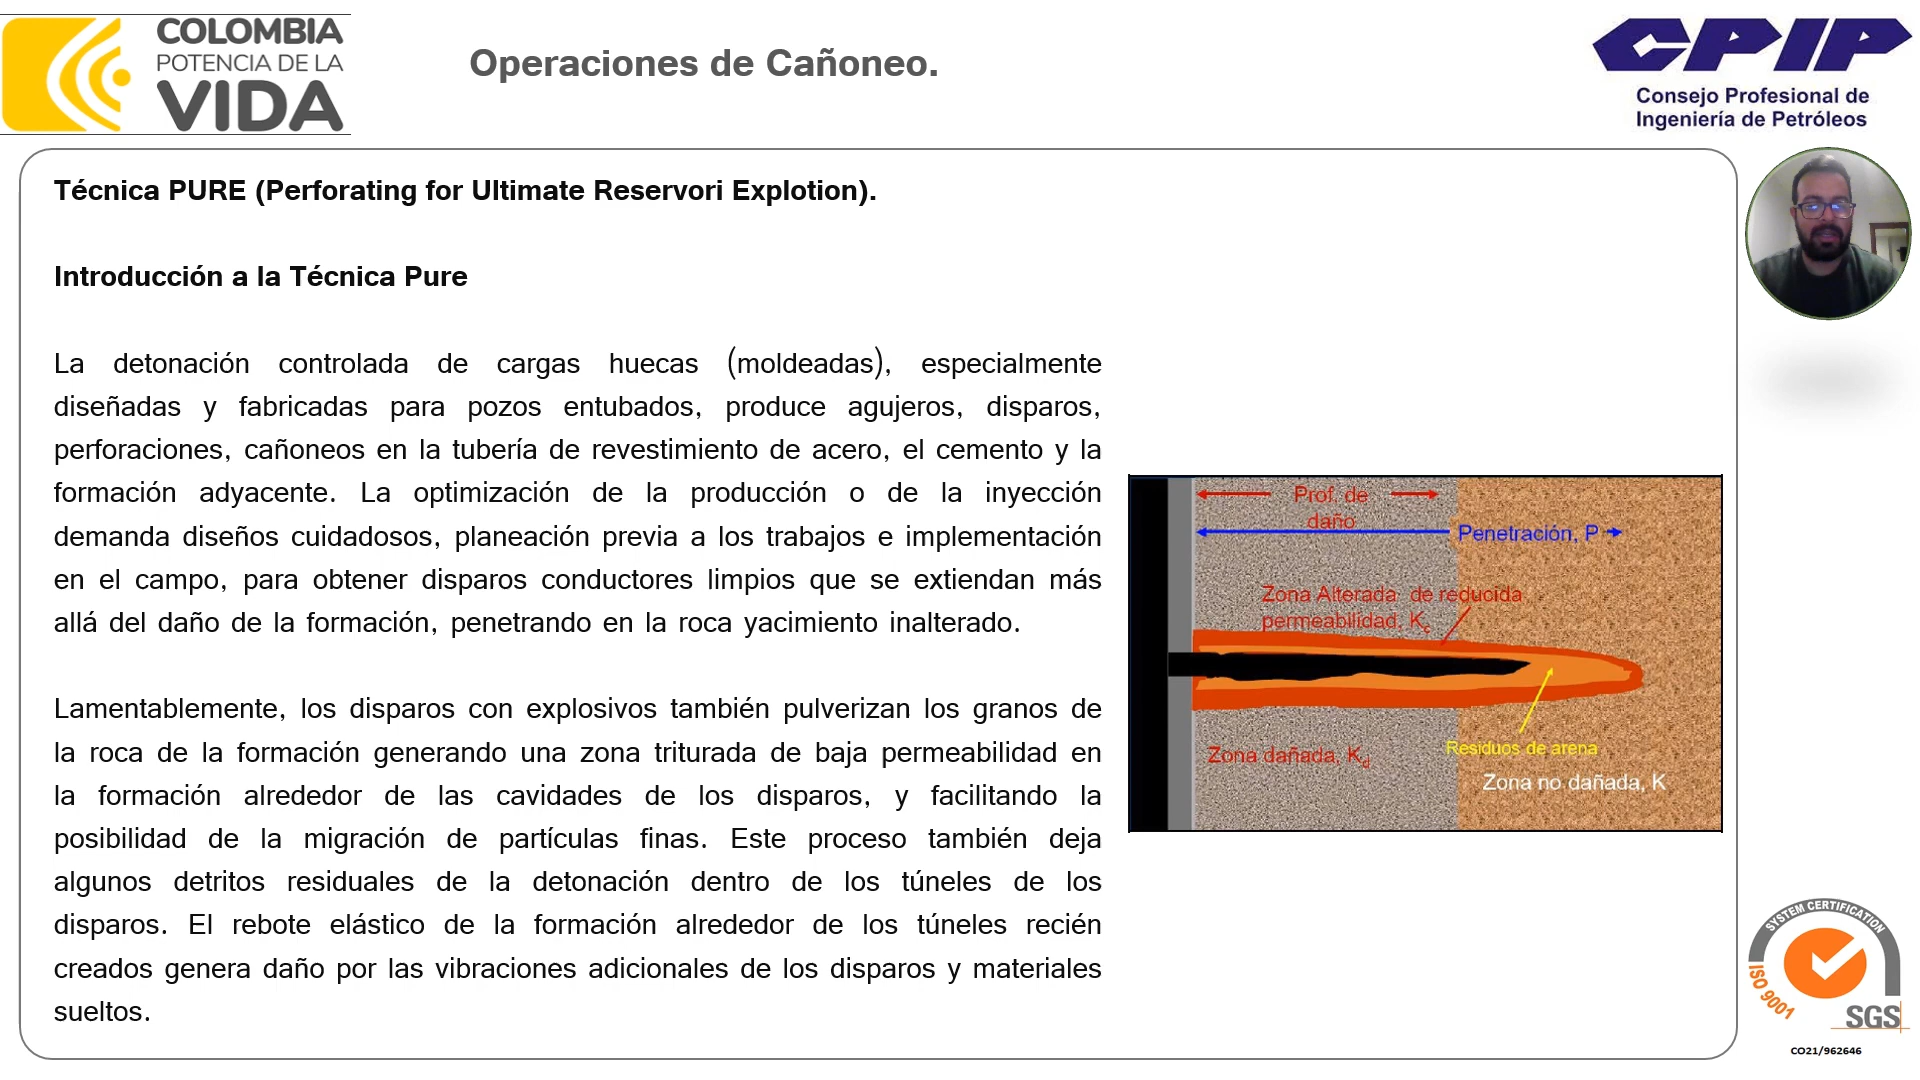 COLOMBIA
POTENCIA DE LA
VIDA
Operaciones de Cañoneo.
CPIP
Consejo Profesional de
Ingeniería de Petróleos
Técnica PURE (Perforating for Ultimate Reservori Explotion).
Introducción a la Técnica Pure
La detonación controlada de cargas huecas (moldeadas), especialmente
diseñadas y fabricadas para pozos entubados, produce agujeros, disparos,
perforaciones, cañoneos en la tubería de revestimiento de acero, el cemento y la
formación adyacente. La optimización de la producción o de la inyección
demanda diseños cuidadosos, planeación previa a los trabajos e implementación
en el campo, para obtener disparos conductores limpios que se extiendan más
allá del daño de la formación, penetrando en la roca yacimiento inalterado.
Lamentablemente, los disparos con explosivos también pulverizan los granos de
la roca de la formación generando una zona triturada de baja permeabilidad en
la formación alrededor de las cavidades de los disparos, y facilitando la
posibilidad de la migración de partículas finas. Este proceso también deja
algunos detritos residuales de la detonación dentro de los túneles de los
disparos. El rebote elástico de la formación alrededor de los túneles recién
creados genera daño por las vibraciones adicionales de los disparos y materiales
sueltos.
Prof. de
daño
Penetración, P
Zona Alterada de reducida
permeabilidad, Kc
Zona dañada, Kd
Residuos de arena
Zona no dañada, K
SYSTEM CERTIFICATION
ISO 9001
SGS
CO21/962646